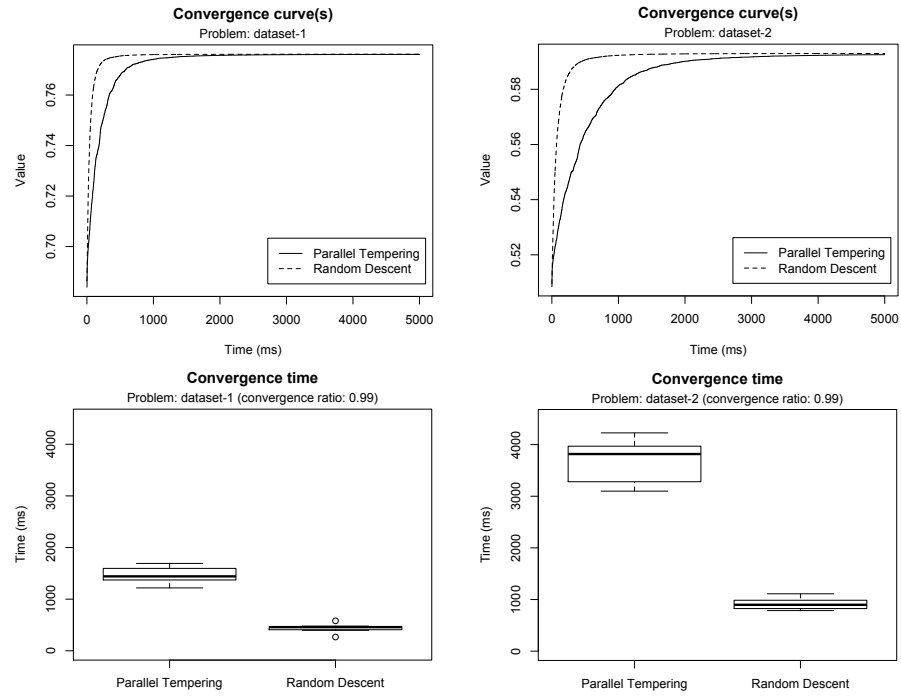 Convergence curve(s)
Problem: dataset-1
Value
0.70
0.72
0.74
0.76
Parallel Tempering
Random Descent
0
1000
2000
3000
4000
5000
Time (ms)
Convergence curve(s)
Problem: dataset-2
Value
0.52
0.54
0.56
0.58
Parallel Tempering
Random Descent
0
1000
2000
3000
4000
5000
Time (ms)
Convergence time
Problem: dataset-1 (convergence ratio: 0.99)
Time (ms)
0
1000
2000
3000
4000
Parallel Tempering
Random Descent
Convergence time
Problem: dataset-2 (convergence ratio: 0.99)
Time (ms)
0
1000
2000
3000
4000
Parallel Tempering
Random Descent